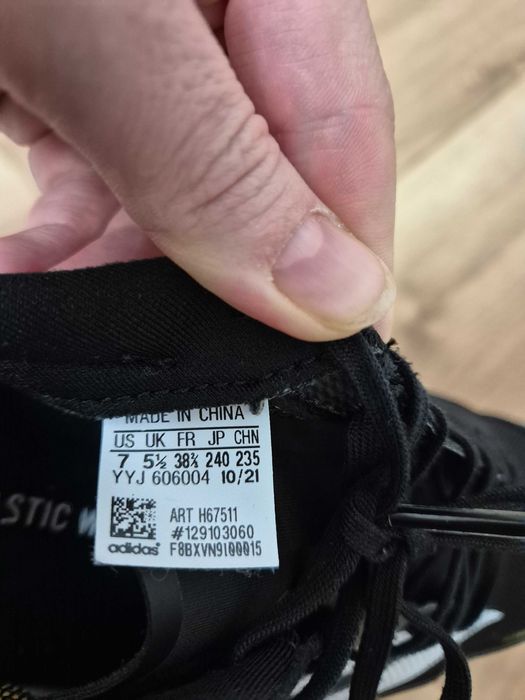 MADE IN CHINA
US UK FR JP CHN
7 5½ 38⅔ 240 235
YYJ 606004 10/21
ART H67511
#129103060
adidas F8BXVN9I00015